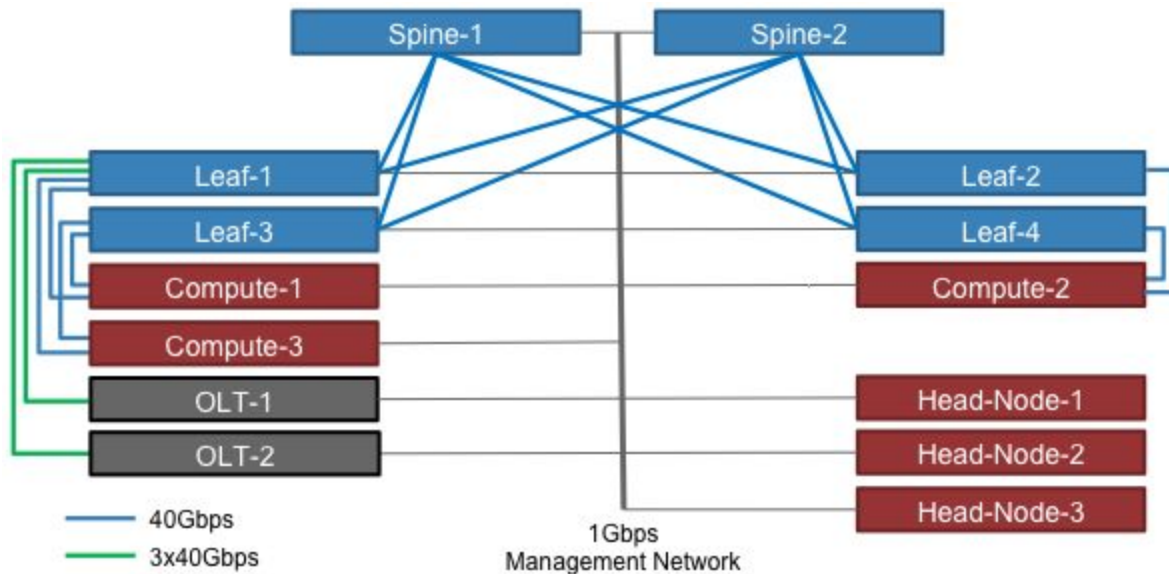 Spine-1
Spine-2
Leaf-1
Leaf-2
Leaf-3
Leaf-4
Compute-1
Compute-2
Compute-3
OLT-1
Head-Node-1
OLT-2
Head-Node-2
Head-Node-3
40Gbps
3x40Gbps
1Gbps
Management Network